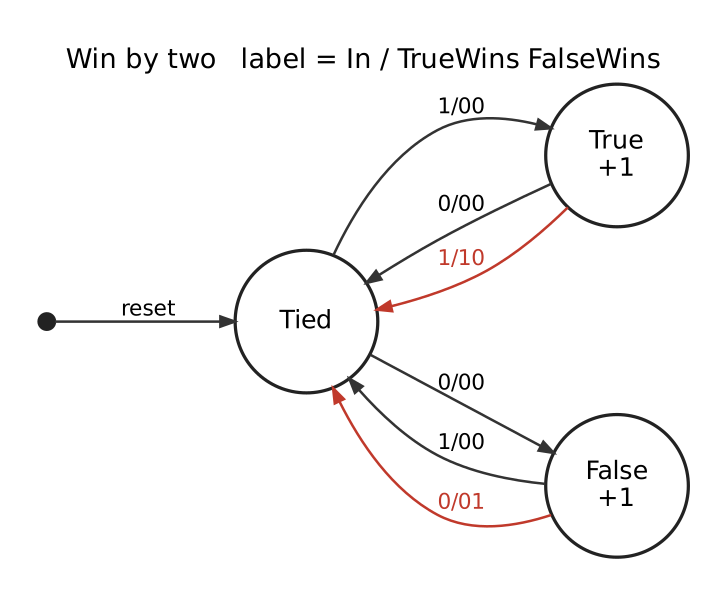 Win by two   label = In / TrueWins FalseWins
1/00
True
+1
0/00
1/10
reset
Tied
0/00
1/00
False
+1
0/01